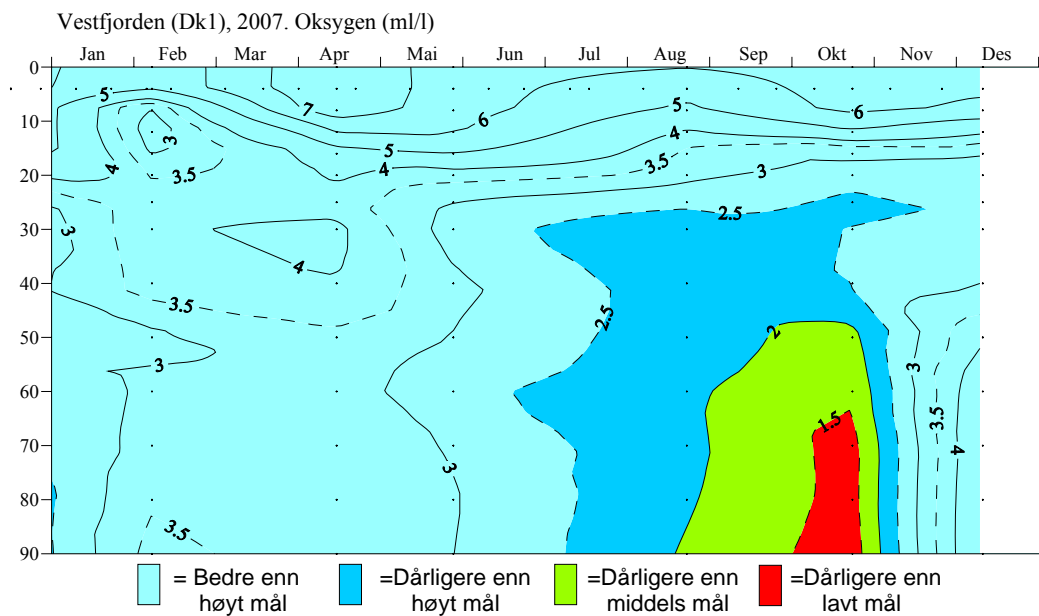 Vestfjorden (Dk1), 2007. Oksygen (ml/l)
Jan Feb Mar Apr Mai Jun Jul Aug Sep Okt Nov Des
0
10
20
30
40
50
60
70
80
90
5 7 6 5 6
3 5 4
4 3.5 4 3.5 3
2.5
3 4
3.5 2.5
2
3 3
1.5 3.5
3 4
3.5
= Bedre enn høyt mål
=Dårligere enn høyt mål
=Dårligere enn middels mål
=Dårligere enn lavt mål